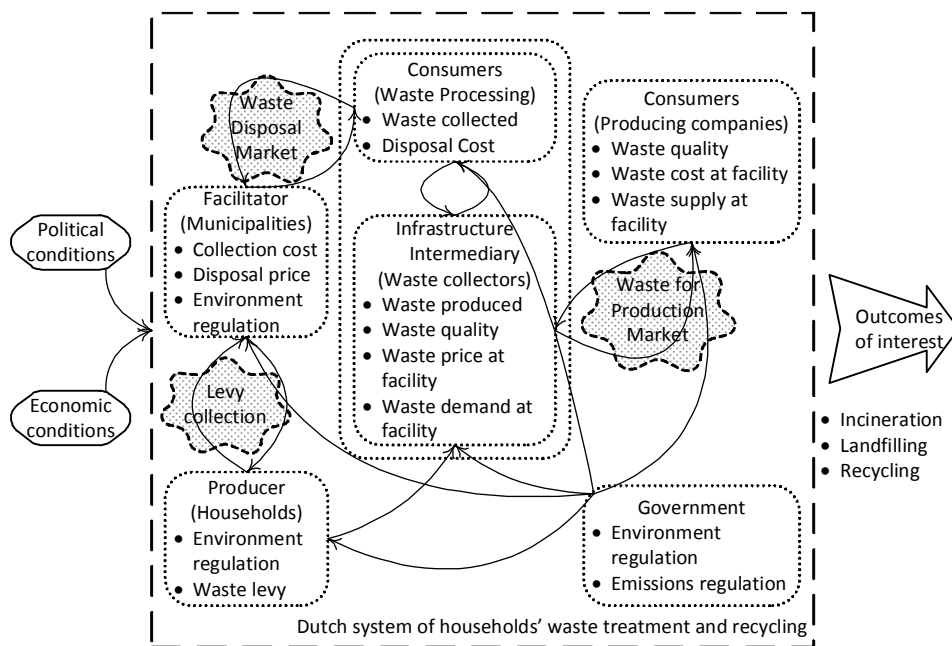 Political
conditions
Economic
conditions
Waste
Disposal
Market
Consumers
(Waste Processing)
• Waste collected
• Disposal Cost
Consumers
(Producing companies)
• Waste quality
• Waste cost at facility
• Waste supply at
facility
Facilitator
(Municipalities)
• Collection cost
• Disposal price
• Environment
regulation
Infrastructure
Intermediary
(Waste collectors)
• Waste produced
• Waste quality
• Waste price at
facility
• Waste demand at
facility
Waste for
Production
Market
Levy
collection
Producer
(Households)
• Environment
regulation
• Waste levy
Government
• Environment
regulation
• Emissions regulation
Dutch system of households' waste treatment and recycling
Outcomes
of interest
• Incineration
• Landfilling
• Recycling